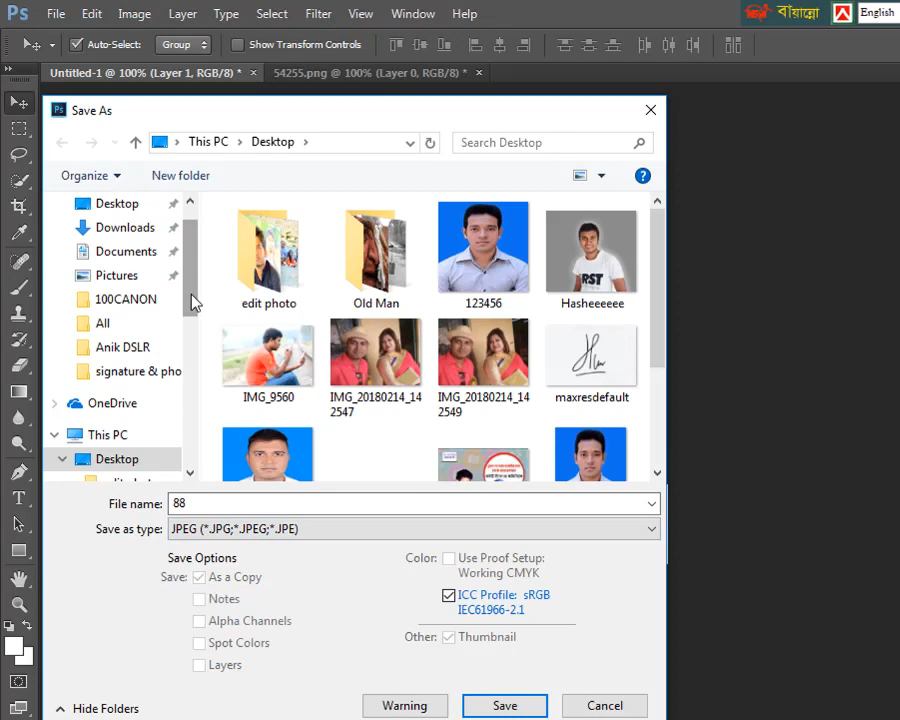 Ps File Edit Image Layer Type Select Filter 3D View Window Help
বাঁয়ান্নো English
Auto-Select: Group Show Transform Controls
Untitled-1 @ 100% (Layer 1, RGB/8) * × 54255.png @ 100% (Layer 0, RGB/8) * ×
Ps Save As
This PC > Desktop > Search Desktop
Organize New folder
Desktop
Downloads
Documents
Pictures
100CANON
All
Anik DSLR
signature & pho
OneDrive
This PC
Desktop
edit photo
Old Man
123456
Hasheeeeee
RST
IMG_9560
IMG_20180214_14
2547
IMG_20180214_14
2549
maxresdefault
File name: 88
Save as type: JPEG (*.JPG;*.JPEG;*.JPE)
Save Options
Save: As a Copy
Notes
Alpha Channels
Spot Colors
Layers
Color: Use Proof Setup:
Working CMYK
ICC Profile: sRGB
IEC61966-2.1
Other: Thumbnail
Hide Folders Warning Save Cancel